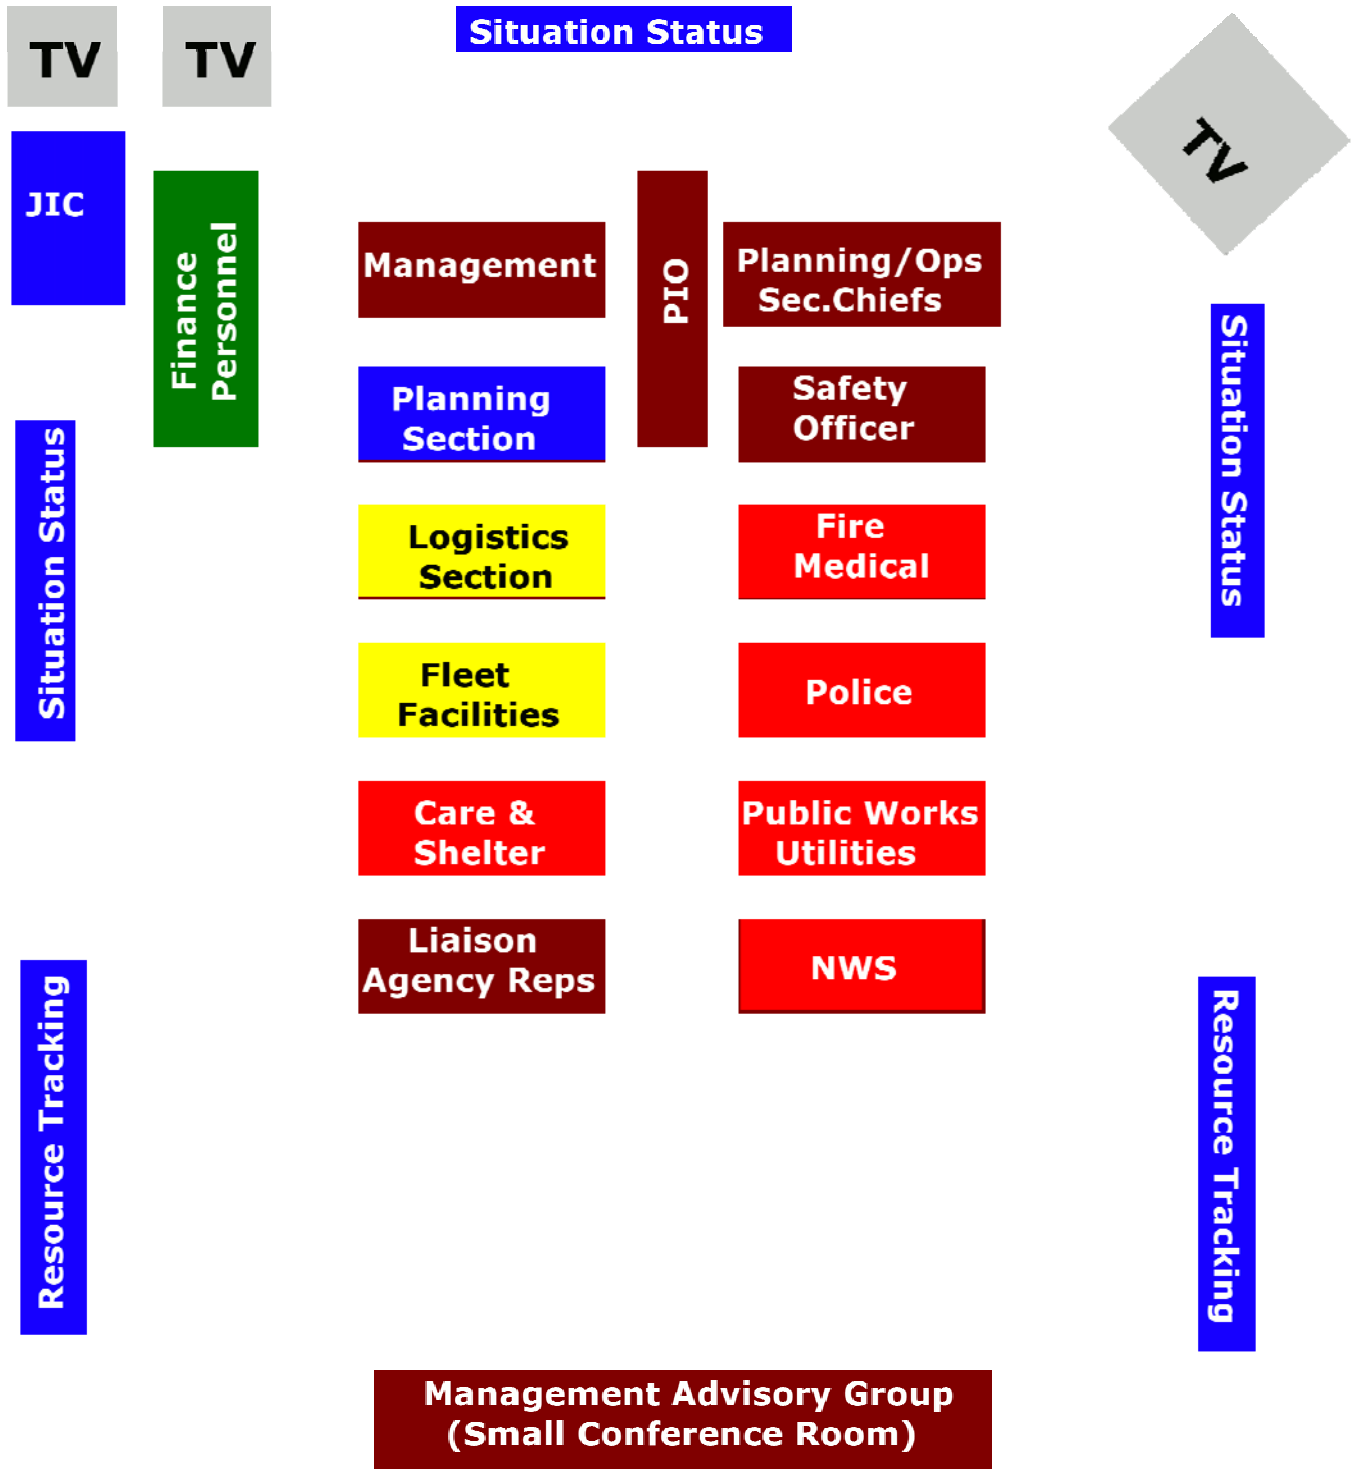 TV
TV
Situation Status
TV
JIC
Finance
Personnel
Management
PIO
Planning/Ops
Sec.Chiefs
Planning
Section
Safety
Officer
Situation Status
Situation Status
Logistics
Section
Fire
Medical
Fleet
Facilities
Police
Care &
Shelter
Public Works
Utilities
Liaison
Agency Reps
NWS
Resource Tracking
Resource Tracking
Management Advisory Group
(Small Conference Room)